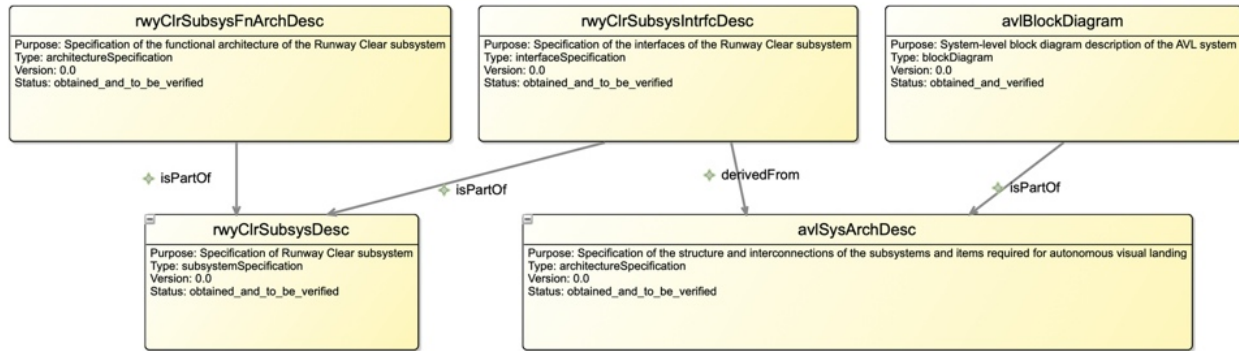 rwyClrSubsysFnArchDesc
Purpose: Specification of the functional architecture of the Runway Clear subsystem
Type: architectureSpecification
Version: 0.0
Status: obtained_and_to_be_verified
rwyClrSubsysIntrfcDesc
Purpose: Specification of the interfaces of the Runway Clear subsystem
Type: interfaceSpecification
Version: 0.0
Status: obtained_and_to_be_verified
avlBlockDiagram
Purpose: System-level block diagram description of the AVL system
Type: blockDiagram
Version: 0.0
Status: obtained_and_to_be_verified
isPartOf
isPartOf
derivedFrom
isPartOf
rwyClrSubsysDesc
Purpose: Specification of Runway Clear subsystem
Type: subsystemSpecification
Version: 0.0
Status: obtained_and_to_be_verified
avlSysArchDesc
Purpose: Specification of the structure and interconnections of the subsystems and items required for autonomous visual landing
Type: architectureSpecification
Version: 0.0
Status: obtained_and_to_be_verified